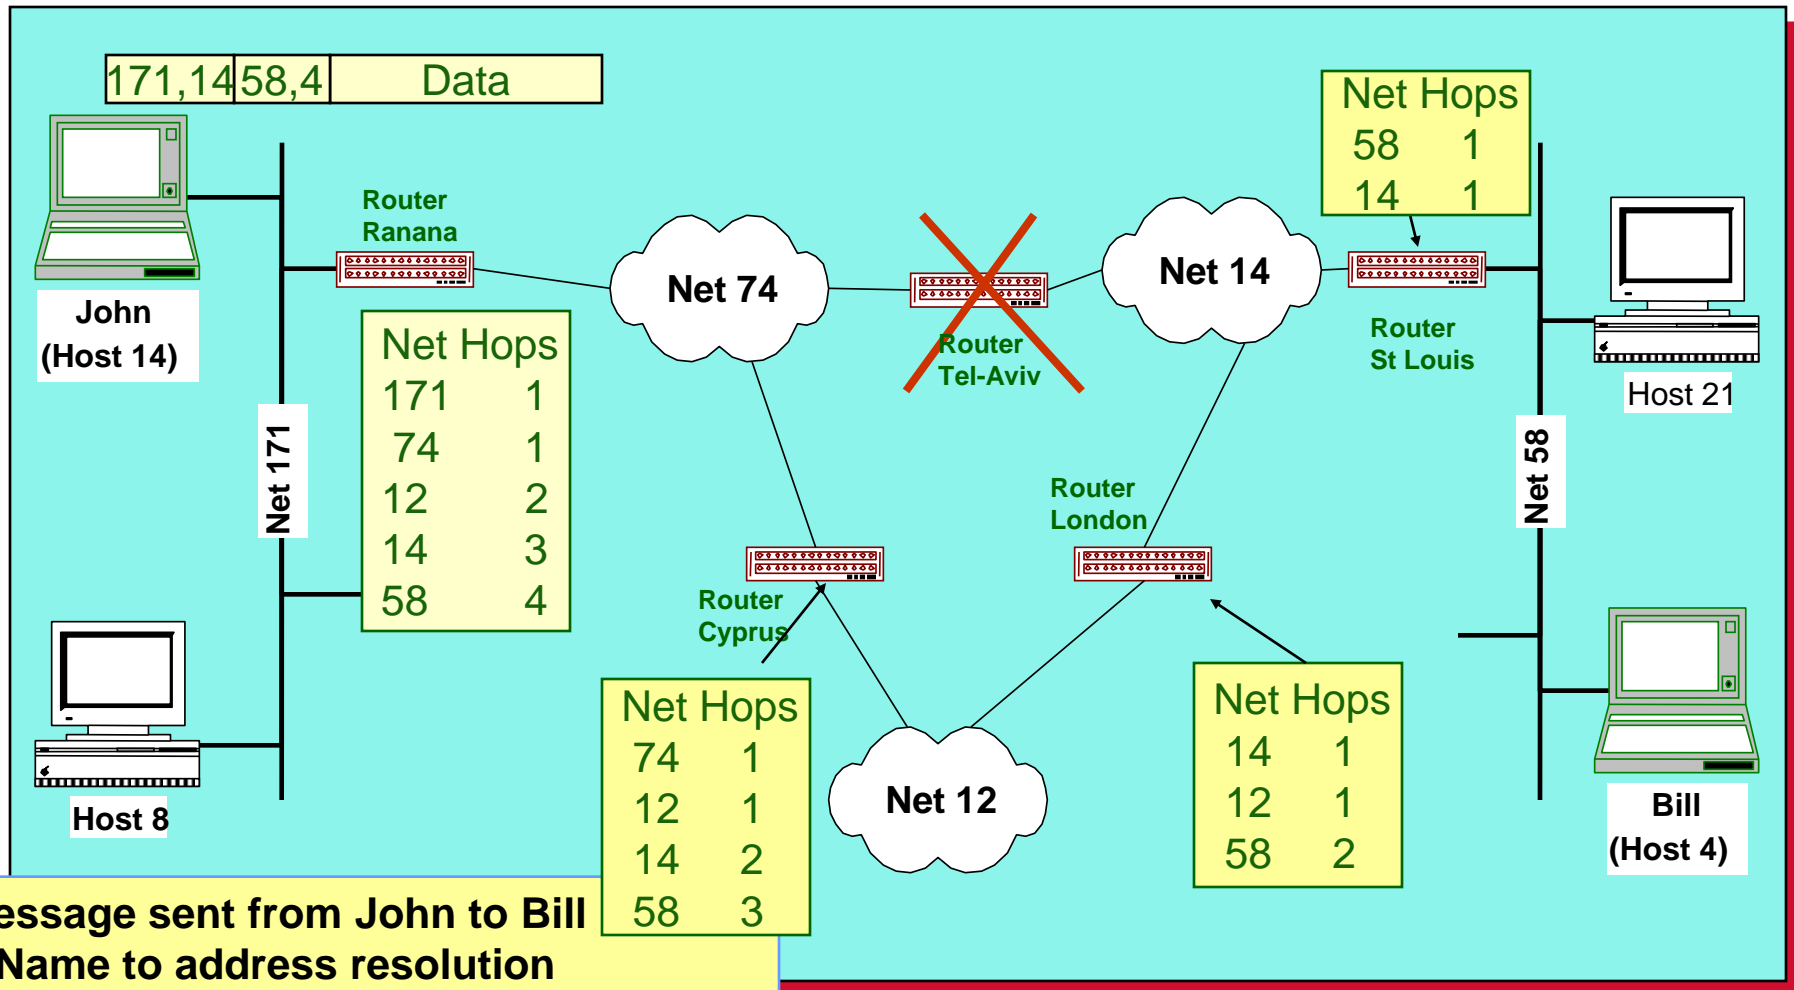 171,14 58,4 Data
Net Hops
58 1
14 1
Router
Ranana
Net 74
Net 14
John
(Host 14)
Router
Tel-Aviv
Router
St Louis
Host 21
Net Hops
171 1
74 1
12 2
14 3
58 4
Net 171
Net 58
Router
London
Router
Cyprus
Net Hops
74 1
12 1
14 2
58 3
Net Hops
14 1
12 1
58 2
Net 12
Host 8
Bill
(Host 4)
essage sent from John to Bill
Name to address resolution